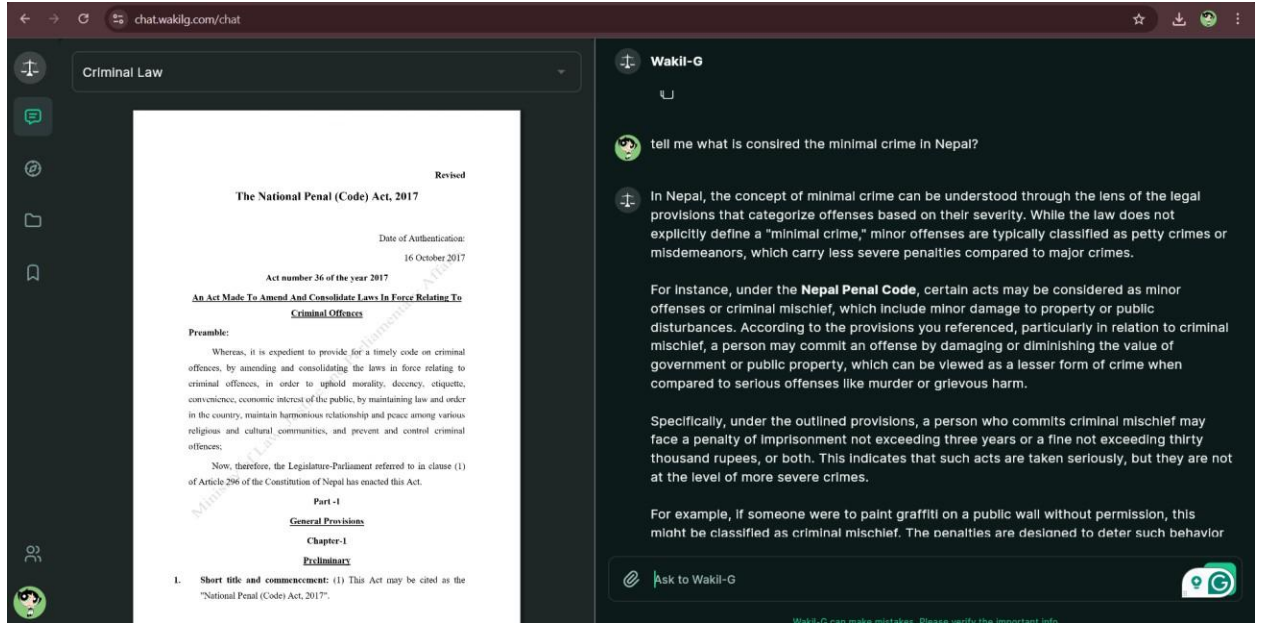 chat.wakilg.com/chat
Criminal Law
Revised
The National Penal (Code) Act, 2017
Date of Authentication:
16 October 2017
Act number 36 of the year 2017
An Act Made To Amend And Consolidate Laws In Force Relating To
Criminal Offences
Preamble:
Whereas, it is expedient to provide for a timely code on criminal
offences, by amending and consolidating the laws in force relating to
criminal offences, in order to uphold morality, decency, etiquette,
convenience, economic interest of the public, by maintaining law and order
in the country, maintain harmonious relationship and peace among various
religious and cultural communities, and prevent and control criminal
offences;
Now, therefore, the Legislature-Parliament referred to in clause (1)
of Article 296 of the Constitution of Nepal has enacted this Act.
Part -1
General Provisions
Chapter-1
Preliminary
1. Short title and commencement: (1) This Act may be cited as the
"National Penal (Code) Act, 2017".
Wakil-G
tell me what is consired the minimal crime in Nepal?
In Nepal, the concept of minimal crime can be understood through the lens of the legal
provisions that categorize offenses based on their severity. While the law does not
explicitly define a "minimal crime," minor offenses are typically classified as petty crimes or
misdemeanors, which carry less severe penalties compared to major crimes.
For instance, under the Nepal Penal Code, certain acts may be considered as minor
offenses or criminal mischief, which include minor damage to property or public
disturbances. According to the provisions you referenced, particularly in relation to criminal
mischief, a person may commit an offense by damaging or diminishing the value of
government or public property, which can be viewed as a lesser form of crime when
compared to serious offenses like murder or grievous harm.
Specifically, under the outlined provisions, a person who commits criminal mischief may
face a penalty of imprisonment not exceeding three years or a fine not exceeding thirty
thousand rupees, or both. This indicates that such acts are taken seriously, but they are not
at the level of more severe crimes.
For example, if someone were to paint graffiti on a public wall without permission, this
might be classified as criminal mischief. The penalties are designed to deter such behavior
Ask to Wakil-G
Wakil-G can make mistakes. Please verify the important info.